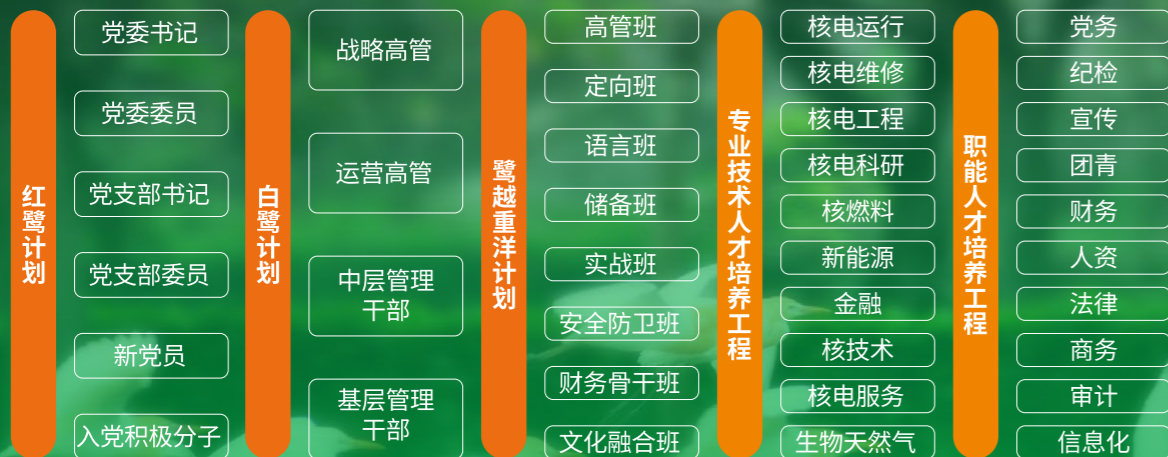 红鹭计划
党委书记
党委委员
党支部书记
党支部委员
新党员
入党积极分子
白鹭计划
战略高管
运营高管
中层管理
干部
基层管理
干部
鹭越重洋计划
高管班
定向班
语言班
储备班
实战班
安全防卫班
财务骨干班
文化融合班
专业技术人才培养工程
核电运行
核电维修
核电工程
核电科研
核燃料
新能源
金融
核技术
核电服务
生物天然气
职能人才培养工程
党务
纪检
宣传
团青
财务
人资
法律
商务
审计
信息化